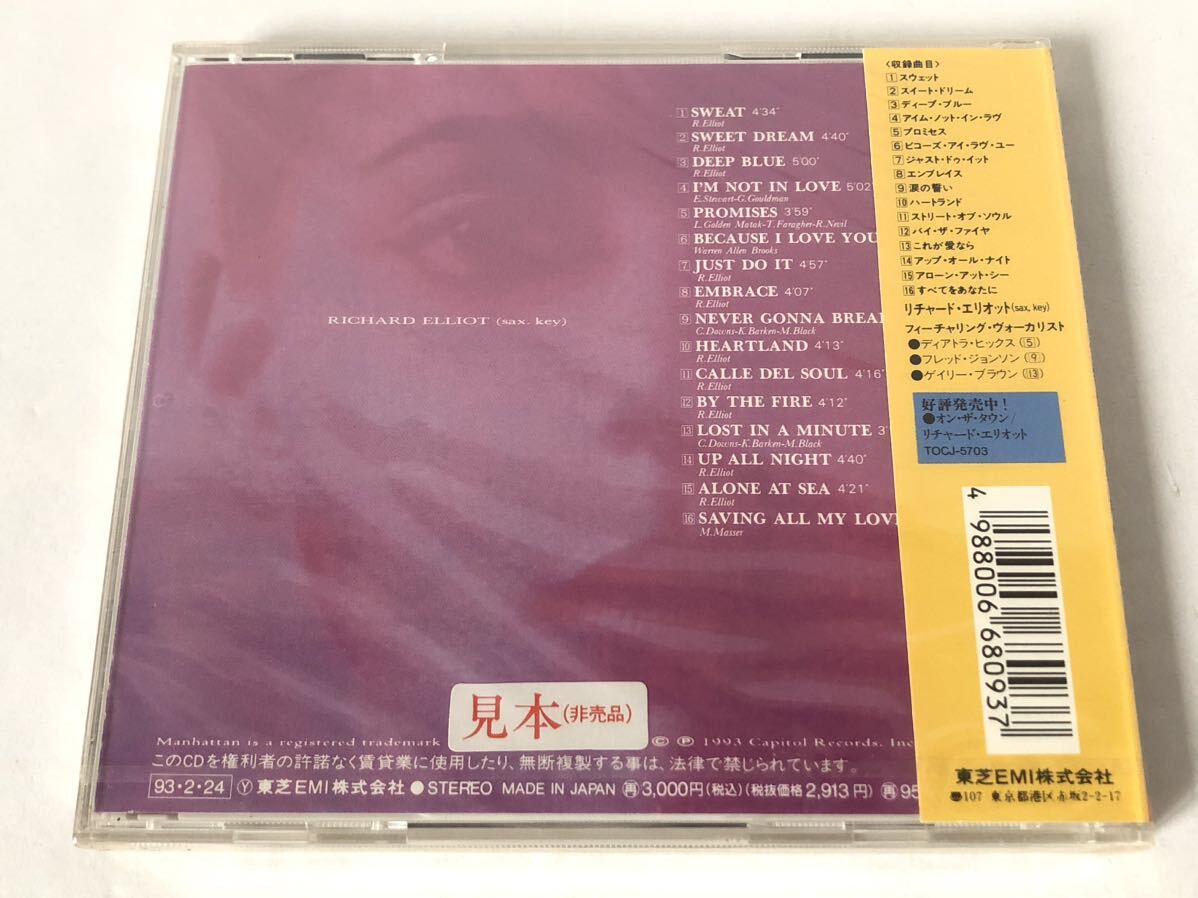 1 SWEAT 4'34"
R.Elliot
2 SWEET DREAM 4'40"
R.Elliot
3 DEEP BLUE 5'00"
R.Elliot
4 I'M NOT IN LOVE 5'02"
E.Stewart-G.Gouldman
5 PROMISES 3'59"
L.Golden Matak-T.Faragher-R.Nevil
6 BECAUSE I LOVE YOU
Warren Allen Brooks
7 JUST DO IT 4'57"
R.Elliot
8 EMBRACE 4'07"
R.Elliot
9 NEVER GONNA BREA
C.Downs-K.Barken-M.Black
10 HEARTLAND 4'13"
R.Elliot
11 CALLE DEL SOUL 4'16"
R.Elliot
12 BY THE FIRE 4'12"
R.Elliot
13 LOST IN A MINUTE 3'
C.Downs-K.Barken-M.Black
14 UP ALL NIGHT 4'40"
R.Elliot
15 ALONE AT SEA 4'21"
R.Elliot
16 SAVING ALL MY LOVE
M.Masser
RICHARD ELLIOT (sax. key)
見本(非売品)
Manhattan is a registered trademark
© ℗ 1993 Capitol Records, Inc
このCDを権利者の許諾なく賃貸業に使用したり、無断複製する事は、法律で禁じられています。
93・2・24 Ⓨ東芝EMI株式会社 ●STEREO MADE IN JAPAN 再3,000円(税込)(税抜価格2,913円) 再95
〈収録曲目〉
1 スウェット
2 スイート・ドリーム
3 ディープ・ブルー
4 アイム・ノット・イン・ラヴ
5 プロミセス
6 ビコーズ・アイ・ラヴ・ユー
7 ジャスト・ドゥ・イット
8 エンブレイス
9 涙の誓い
10 ハートランド
11 ストリート・オブ・ソウル
12 バイ・ザ・ファイヤ
13 これが愛なら
14 アップ・オール・ナイト
15 アローン・アット・シー
16 すべてをあなたに
リチャード・エリオット(sax, key)
フィーチャリング・ヴォーカリスト
●ディアトラ・ヒックス(5)
●フレッド・ジョンソン(9)
●ゲイリー・ブラウン(13)
好評発売中!
●オン・ザ・タウン/
リチャード・エリオット
TOCJ-5703
4 988006 680937
東芝EMI株式会社
〠107 東京都港区赤坂2-2-17